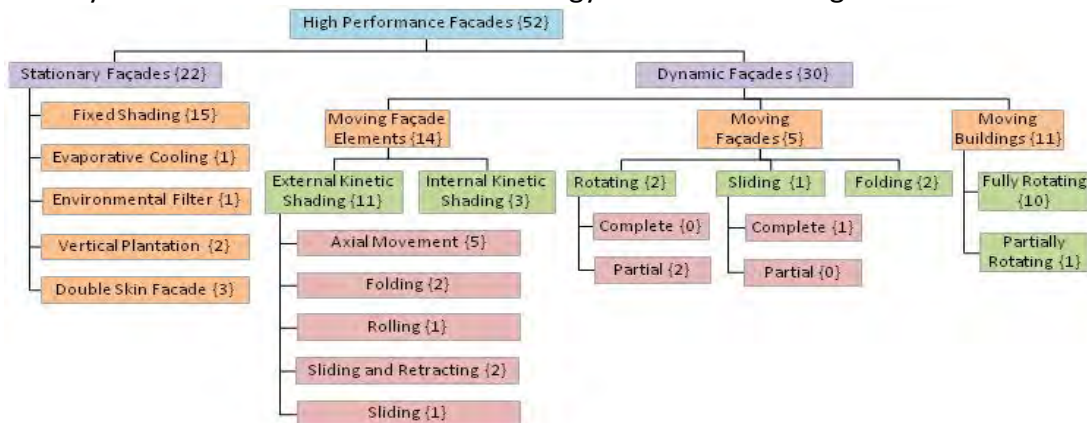 High Performance Facades {52}
Stationary Façades {22}
Dynamic Façades {30}
Fixed Shading {15}
Evaporative Cooling {1}
Environmental Filter {1}
Vertical Plantation {2}
Double Skin Facade {3}
Moving Façade
Elements {14}
Moving
Façades {5}
Moving
Buildings {11}
External Kinetic
Shading {11}
Internal Kinetic
Shading {3}
Rotating {2}
Sliding {1}
Folding {2}
Fully Rotating
{10}
Partially
Rotating {1}
Axial Movement {5}
Folding {2}
Rolling {1}
Sliding and Retracting {2}
Sliding {1}
Complete {0}
Partial {2}
Complete {1}
Partial {0}